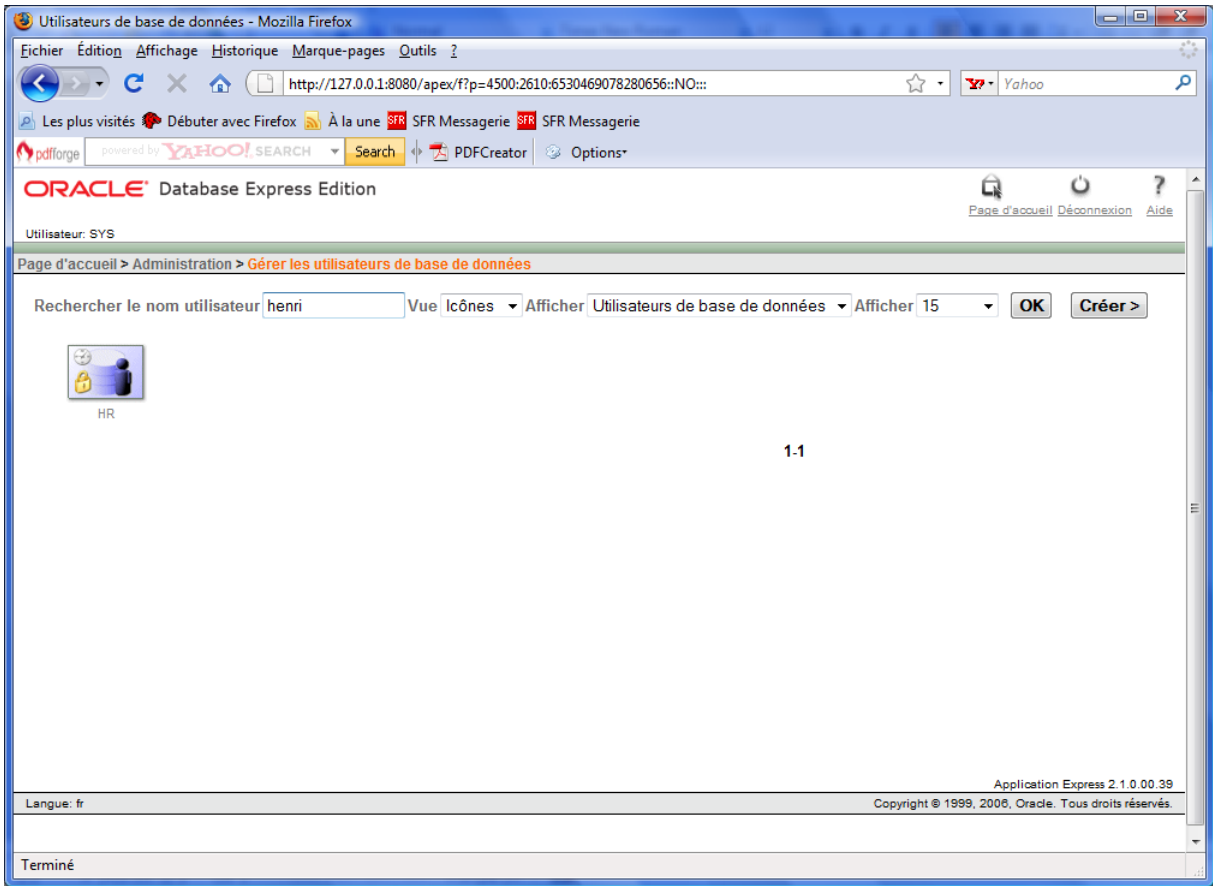 Utilisateurs de base de données - Mozilla Firefox
Fichier Édition Affichage Historique Marque-pages Outils ?
http://127.0.0.1:8080/apex/f?p=4500:2610:6530469078280656::NO::: Y! Yahoo
Les plus visités Débuter avec Firefox À la une SFR SFR Messagerie SFR SFR Messagerie
pdfforge powered by YAHOO! SEARCH Search PDFCreator Options
ORACLE Database Express Edition
Page d'accueil Déconnexion ? Aide
Utilisateur: SYS
Page d'accueil > Administration > Gérer les utilisateurs de base de données
Rechercher le nom utilisateur henri Vue Icônes Afficher Utilisateurs de base de données Afficher 15 OK Créer >
HR
1-1
Application Express 2.1.0.00.39
Langue: fr Copyright © 1999, 2006, Oracle. Tous droits réservés.
Terminé